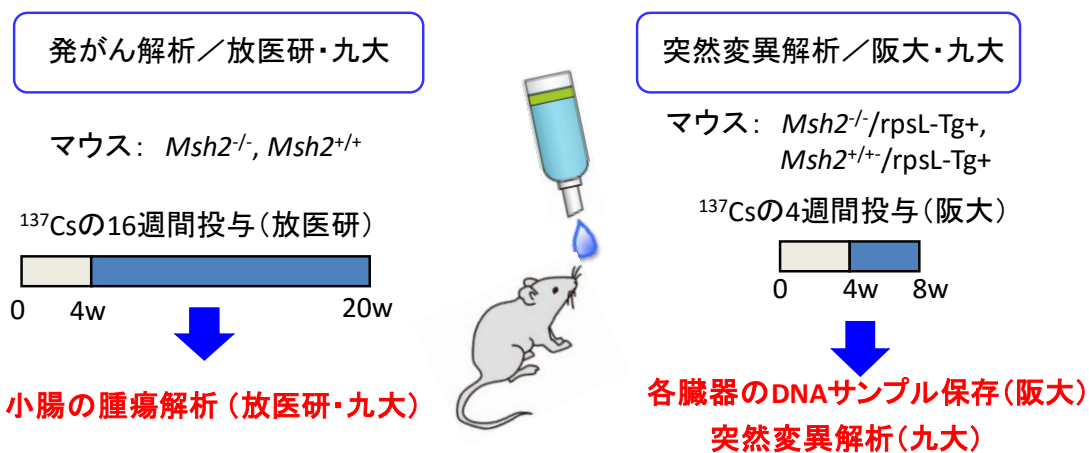 発がん解析／放医研・九大
マウス： Msh2-/-, Msh2+/+
137Csの16週間投与（放医研）
0 4w 20w
小腸の腫瘍解析（放医研・九大）
突然変異解析／阪大・九大
マウス： Msh2-/-/rpsL-Tg+,
Msh2+/+-/rpsL-Tg+
137Csの4週間投与（阪大）
0 4w 8w
各臓器のDNAサンプル保存（阪大）
突然変異解析（九大）